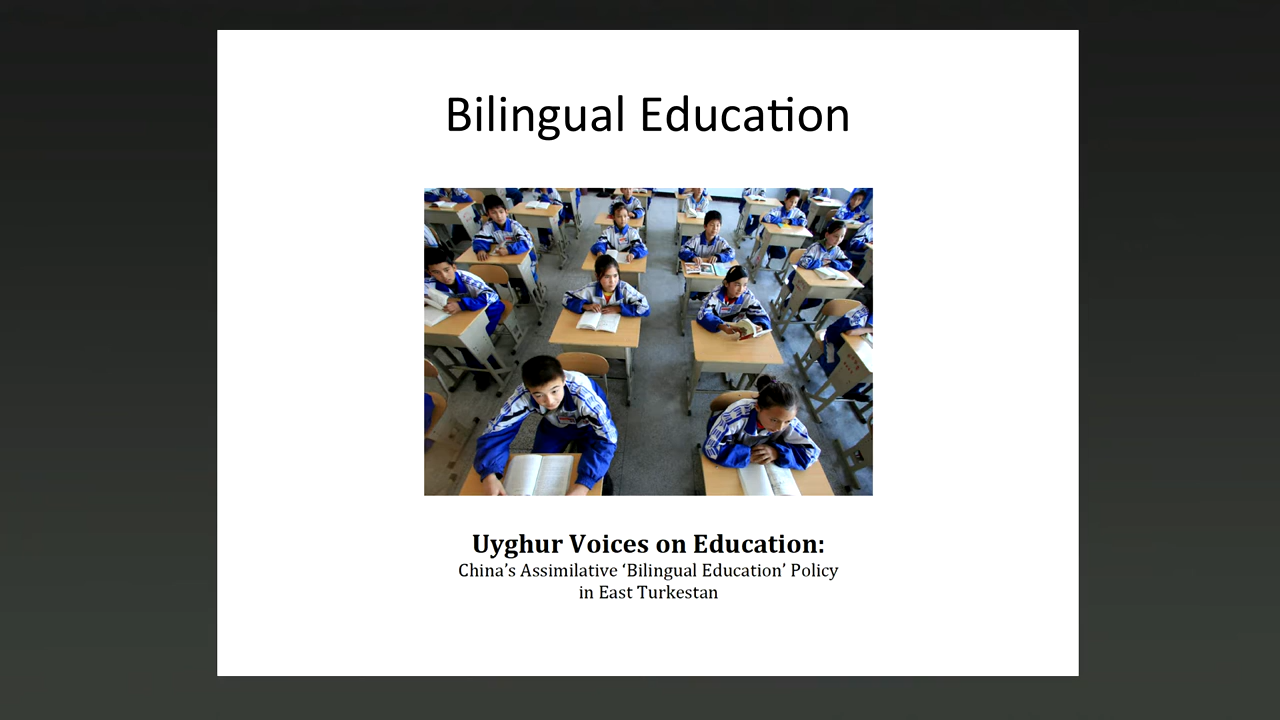 Bilingual Education
Uyghur Voices on Education:
China's Assimilative ‘Bilingual Education’ Policy
in East Turkestan